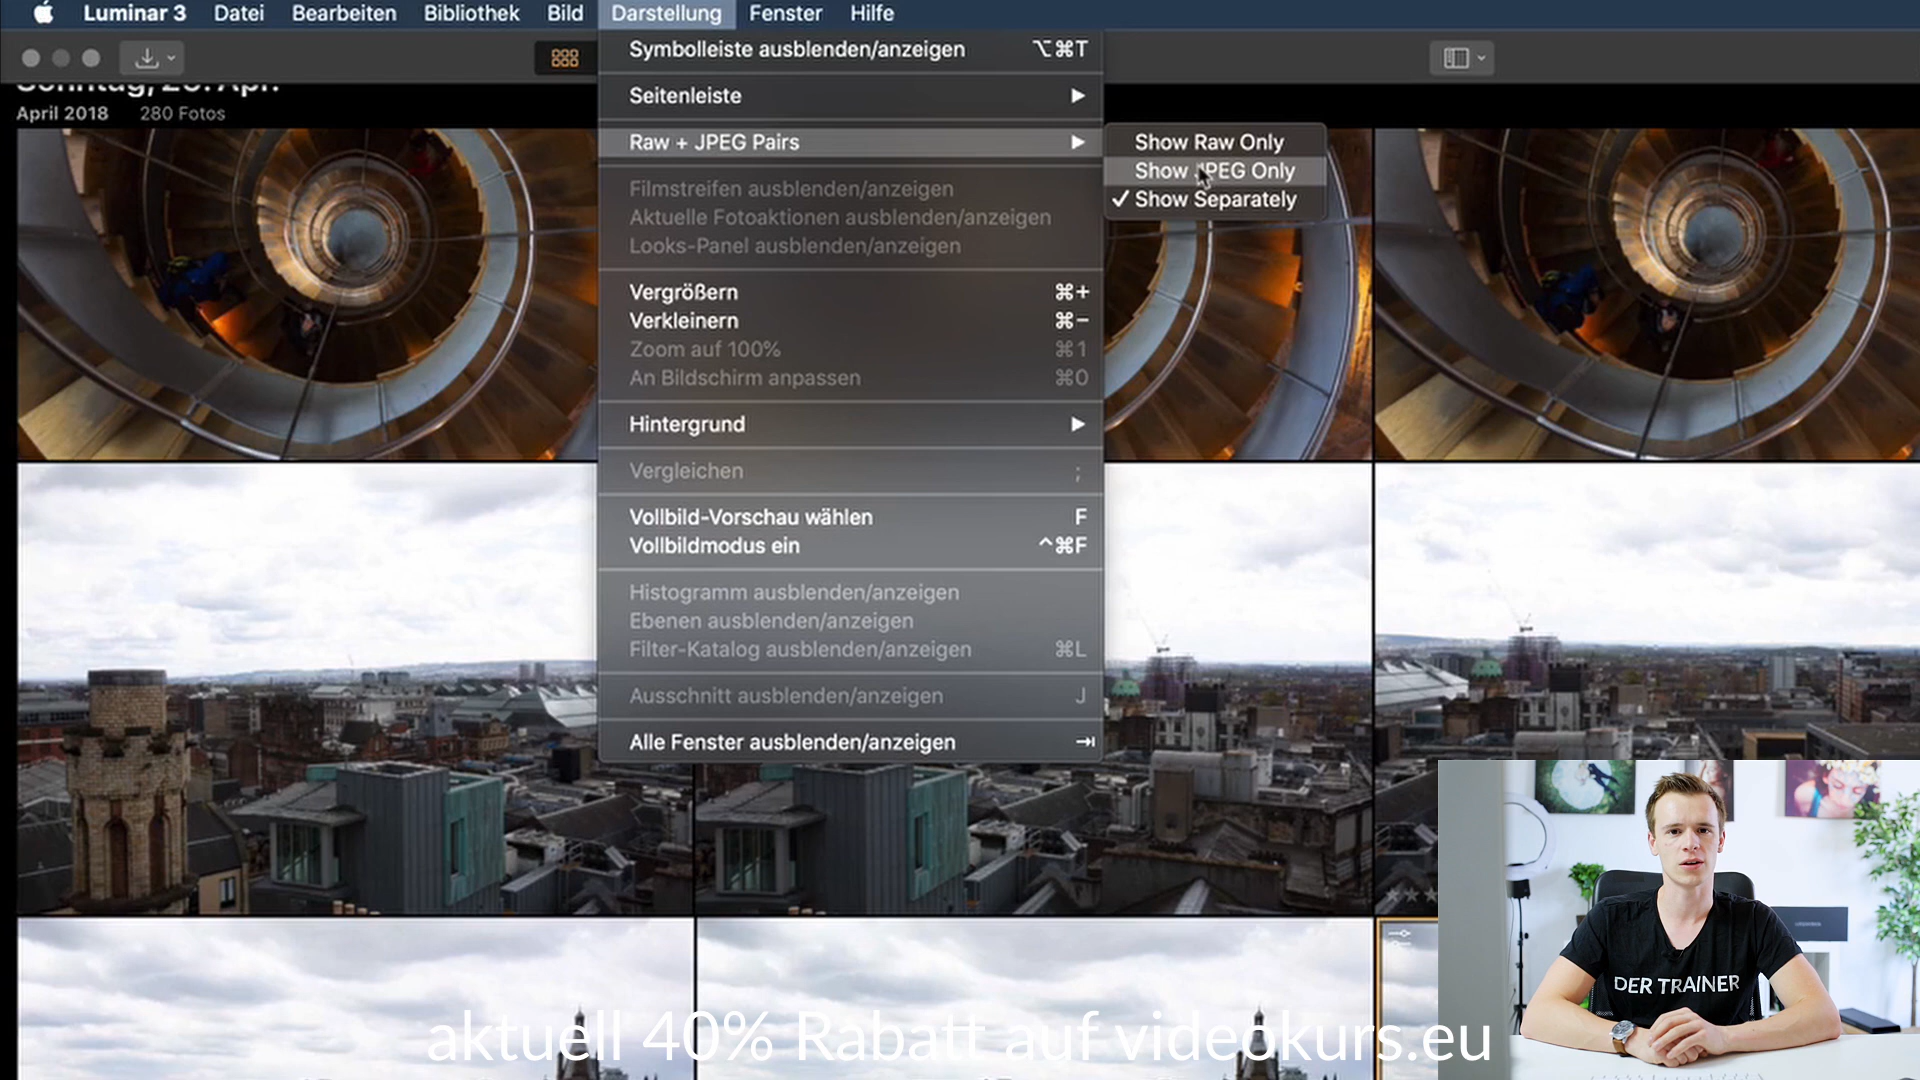 Luminar 3 Datei Bearbeiten Bibliothek Bild Darstellung Fenster Hilfe
Symbolleiste ausblenden/anzeigen ⌥⌘T
Sonntag, 29. Apr.
April 2018 280 Fotos
Seitenleiste ▶
Raw + JPEG Pairs ▶
Show Raw Only
Show JPEG Only
✓ Show Separately
Filmstreifen ausblenden/anzeigen
Aktuelle Fotoaktionen ausblenden/anzeigen
Looks-Panel ausblenden/anzeigen
Vergrößern ⌘+
Verkleinern ⌘−
Zoom auf 100% ⌘1
An Bildschirm anpassen ⌘0
Hintergrund ▶
Vergleichen ;
Vollbild-Vorschau wählen F
Vollbildmodus ein ^⌘F
Histogramm ausblenden/anzeigen
Ebenen ausblenden/anzeigen
Filter-Katalog ausblenden/anzeigen ⌘L
Ausschnitt ausblenden/anzeigen J
Alle Fenster ausblenden/anzeigen ⇥
DER TRAINER
aktuell 40% Rabatt auf videokurs.eu